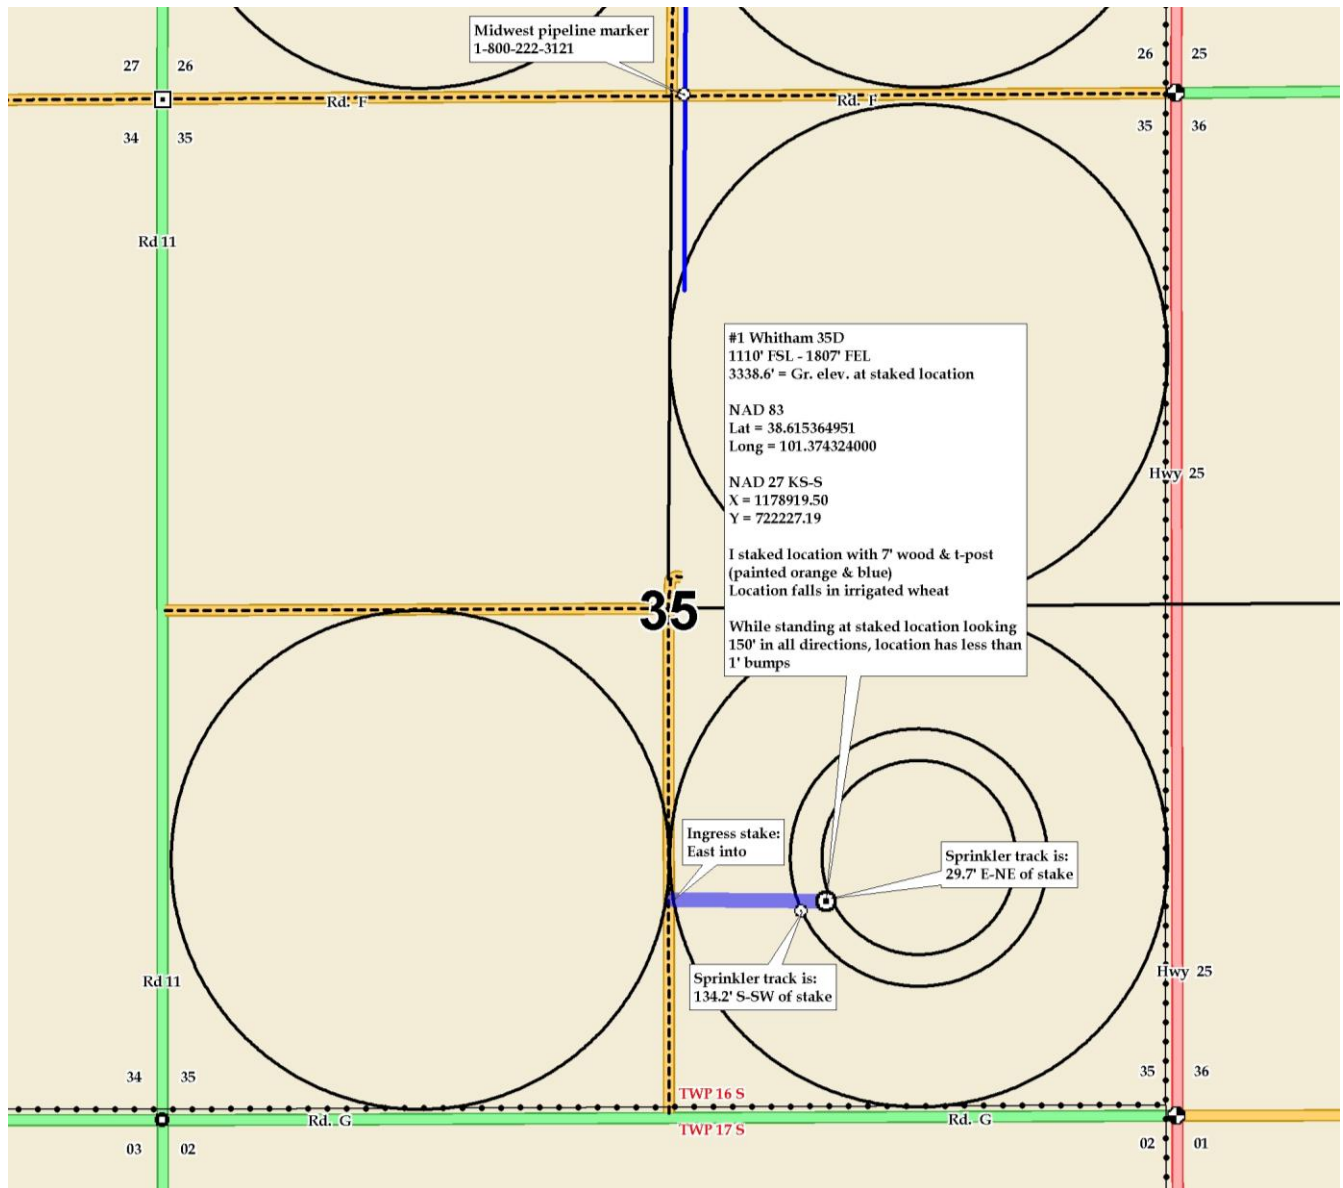 Midwest pipeline marker
1-800-222-3121
27 26
26 25
Rd. F
Rd. F
34 35
35 36
Rd 11
#1 Whitham 35D
1110' FSL - 1807' FEL
3338.6' = Gr. elev. at staked location
NAD 83
Lat = 38.615364951
Long = 101.374324000
NAD 27 KS-S
X = 1178919.50
Y = 722227.19
I staked location with 7' wood & t-post
(painted orange & blue)
Location falls in irrigated wheat
While standing at staked location looking
150' in all directions, location has less than
1' bumps
Hwy 25
35
Ingress stake:
East into
Sprinkler track is:
29.7' E-NE of stake
Sprinkler track is:
134.2' S-SW of stake
Rd 11
Hwy 25
34 35
35 36
TWP 16 S
Rd. G
Rd. G
TWP 17 S
03 02
02 01